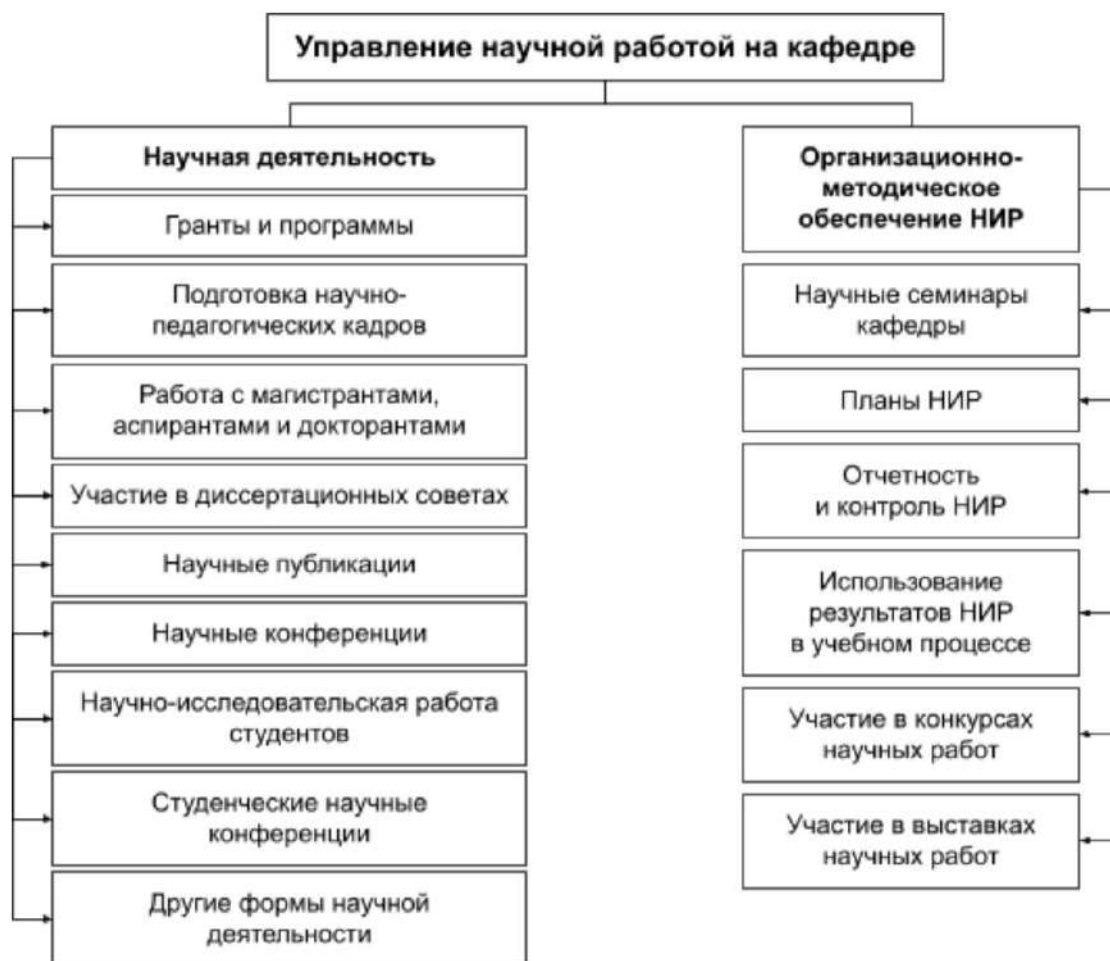 Управление научной работой на кафедре
Научная деятельность
Гранты и программы
Подготовка научно-
педагогических кадров
Работа с магистрантами,
аспирантами и докторантами
Участие в диссертационных советах
Научные публикации
Научные конференции
Научно-исследовательская работа
студентов
Студенческие научные
конференции
Другие формы научной
деятельности
Организационно-
методическое
обеспечение НИР
Научные семинары
кафедры
Планы НИР
Отчетность
и контроль НИР
Использование
результатов НИР
в учебном процессе
Участие в конкурсах
научных работ
Участие в выставках
научных работ